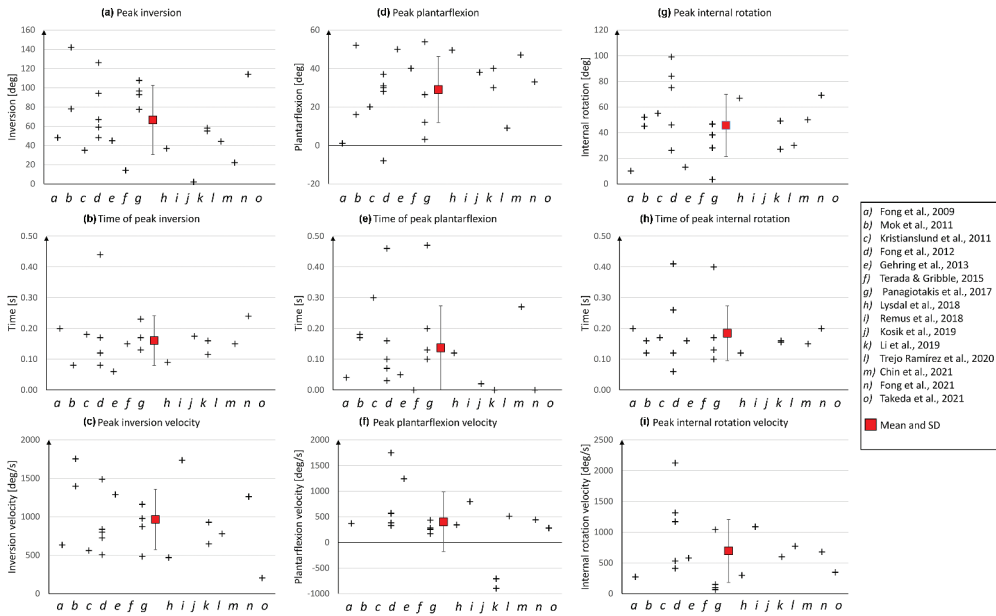 (a) Peak inversion
Inversion [deg]
160
140
120
100
80
60
40
20
0
a b c d e f g h i j k l m n o
(d) Peak plantarflexion
Plantarflexion [deg]
60
40
20
0
-20
a b c d e f g h i j k l m n o
(g) Peak internal rotation
Internal rotation [deg]
120
100
80
60
40
20
0
a b c d e f g h i j k l m n o
(b) Time of peak inversion
Time [s]
0.50
0.40
0.30
0.20
0.10
0.00
a b c d e f g h i j k l m n o
(e) Time of peak plantarflexion
Time [s]
0.50
0.40
0.30
0.20
0.10
0.00
a b c d e f g h i j k l m n o
(h) Time of peak internal rotation
Time [s]
0.50
0.40
0.30
0.20
0.10
0.00
a b c d e f g h i j k l m n o
(c) Peak inversion velocity
Inversion velocity [deg/s]
2000
1500
1000
500
0
a b c d e f g h i j k l m n o
(f) Peak plantarflexion velocity
Plantarflexion velocity [deg/s]
2000
1500
1000
500
0
-500
-1000
a b c d e f g h i j k l m n o
(i) Peak internal rotation velocity
Internal rotation velocity [deg/s]
2500
2000
1500
1000
500
0
a b c d e f g h i j k l m n o
a) Fong et al., 2009
b) Mok et al., 2011
c) Kristianslund et al., 2011
d) Fong et al., 2012
e) Gehring et al., 2013
f) Terada & Gribble, 2015
g) Panagiotakis et al., 2017
h) Lysdal et al., 2018
i) Remus et al., 2018
j) Kosik et al., 2019
k) Li et al., 2019
l) Trejo Ramírez et al., 2020
m) Chin et al., 2021
n) Fong et al., 2021
o) Takeda et al., 2021
Mean and SD